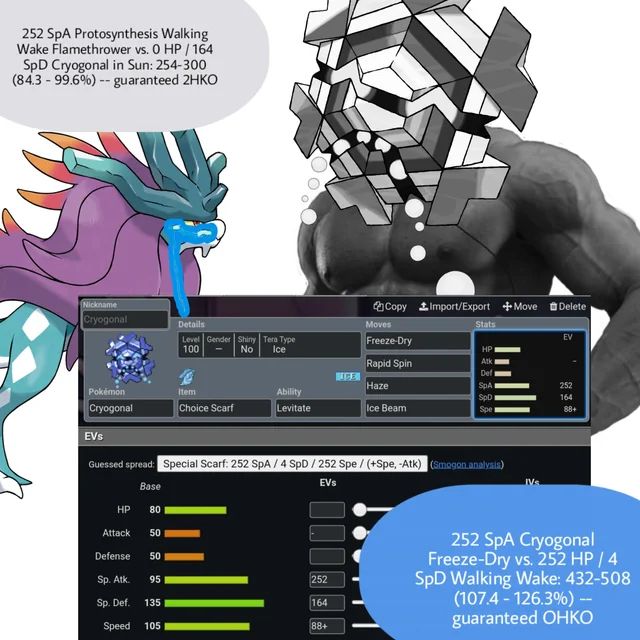 252 SpA Protosynthesis Walking
Wake Flamethrower vs. 0 HP / 164
SpD Cryogonal in Sun: 254-300
(84.3 - 99.6%) -- guaranteed 2HKO
Nickname
Cryogonal
Copy Import/Export Move Delete
Details
Level Gender Shiny Tera Type
100 — No Ice
Moves
Freeze-Dry
Rapid Spin
Haze
Ice Beam
Stats
EV
HP
Atk -
Def
SpA 252
SpD 164
Spe 88+
ICE
Pokémon Item Ability
Cryogonal Choice Scarf Levitate
EVs
Guessed spread: Special Scarf: 252 SpA / 4 SpD / 252 Spe / (+Spe, -Atk) (Smogon analysis)
Base EVs IVs
HP 80
Attack 50 -
Defense 50
Sp. Atk. 95 252
Sp. Def. 135 164
Speed 105 88+
252 SpA Cryogonal
Freeze-Dry vs. 252 HP / 4
SpD Walking Wake: 432-508
(107.4 - 126.3%) --
guaranteed OHKO